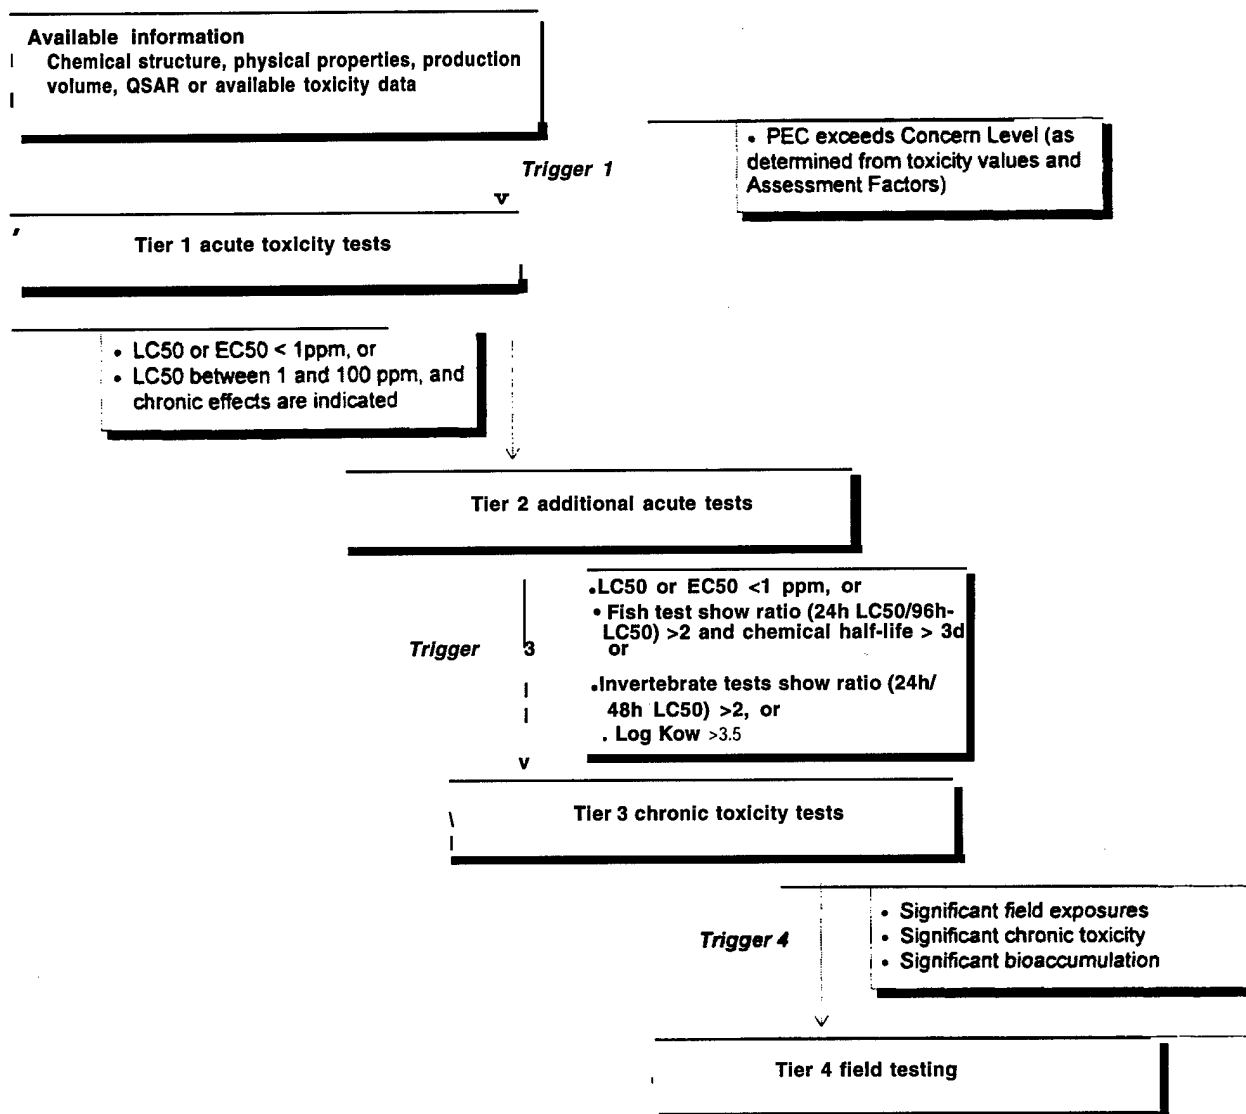 Available information
Chemical structure, physical properties, production
volume, QSAR or available toxicity data
Trigger 1
• PEC exceeds Concern Level (as
determined from toxicity values and
Assessment Factors)
v
Tier 1 acute toxicity tests
• LC50 or EC50 < 1ppm, or
• LC50 between 1 and 100 ppm, and
chronic effects are indicated
Tier 2 additional acute tests
Trigger 3
•LC50 or EC50 <1 ppm, or
• Fish test show ratio (24h LC50/96h-
LC50) >2 and chemical half-life > 3d
or
•Invertebrate tests show ratio (24h/
48h LC50) >2, or
. Log Kow >3.5
v
Tier 3 chronic toxicity tests
Trigger 4
• Significant field exposures
• Significant chronic toxicity
• Significant bioaccumulation
Tier 4 field testing